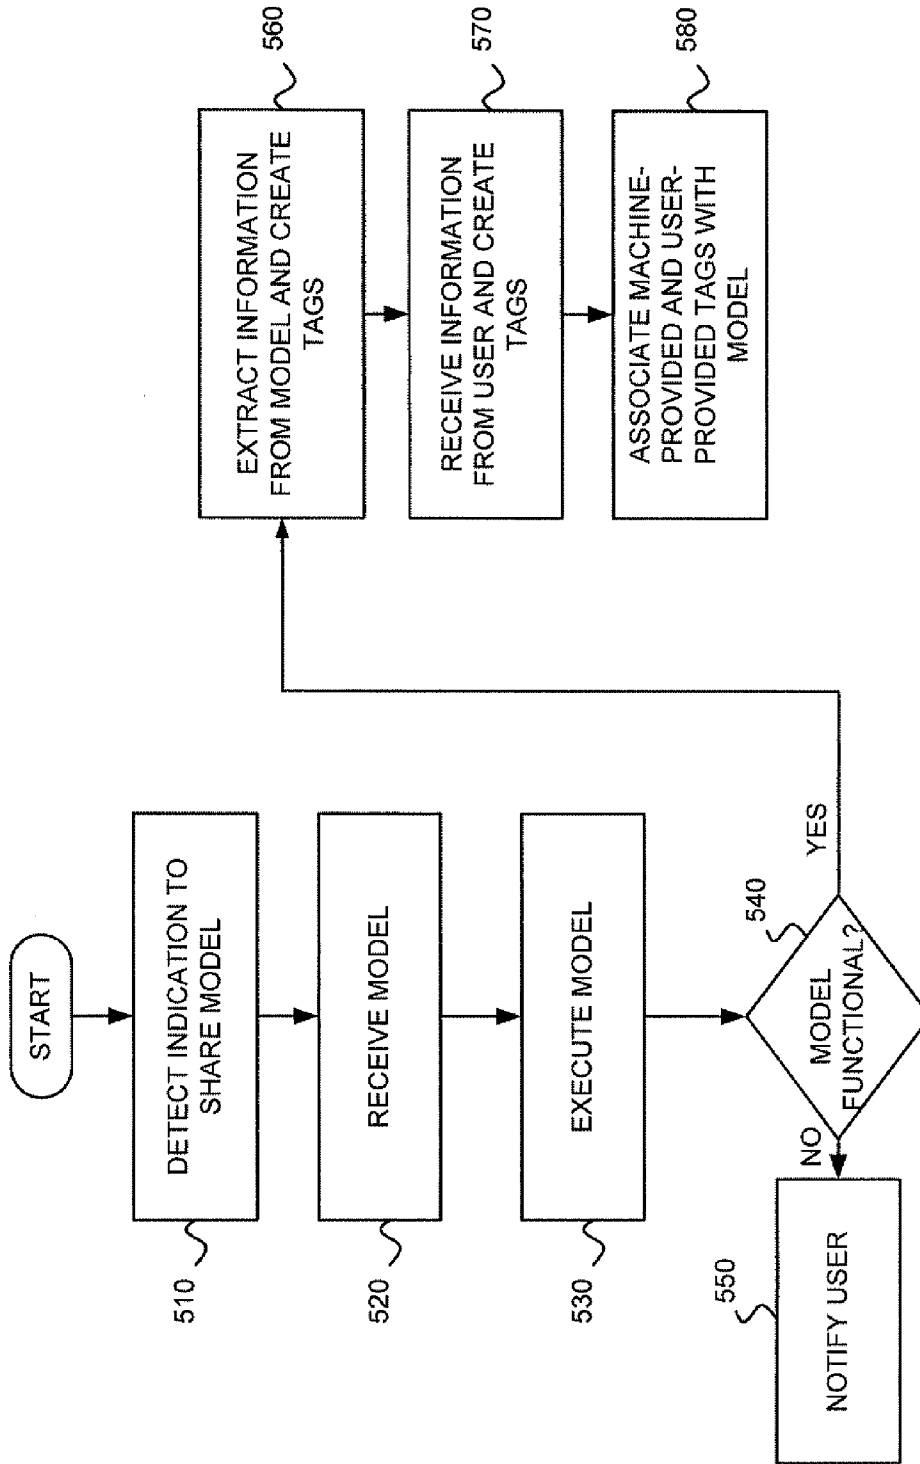 START
DETECT INDICATION TO
SHARE MODEL
510
RECEIVE MODEL
520
EXECUTE MODEL
530
MODEL
FUNCTIONAL?
540
NO
YES
NOTIFY USER
550
EXTRACT INFORMATION
FROM MODEL AND CREATE
TAGS
560
RECEIVE INFORMATION
FROM USER AND CREATE
TAGS
570
ASSOCIATE MACHINE-
PROVIDED AND USER-
PROVIDED TAGS WITH
MODEL
580